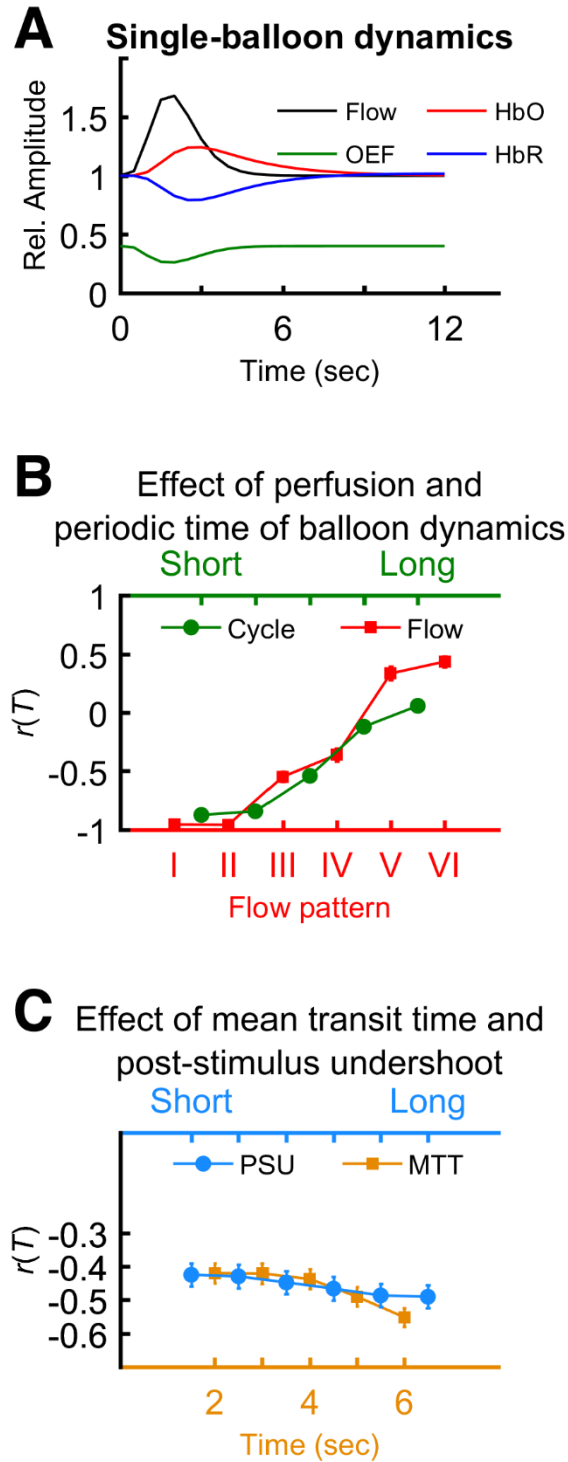 A
Single-balloon dynamics
Rel. Amplitude
1.5
1
0.5
0
Flow
HbO
OEF
HbR
0 6 12
Time (sec)
B
Effect of perfusion and
periodic time of balloon dynamics
Short Long
r(T)
1
0.5
0
-0.5
-1
Cycle Flow
I II III IV V VI
Flow pattern
C
Effect of mean transit time and
post-stimulus undershoot
Short Long
PSU MTT
r(T)
-0.3
-0.4
-0.5
-0.6
2 4 6
Time (sec)